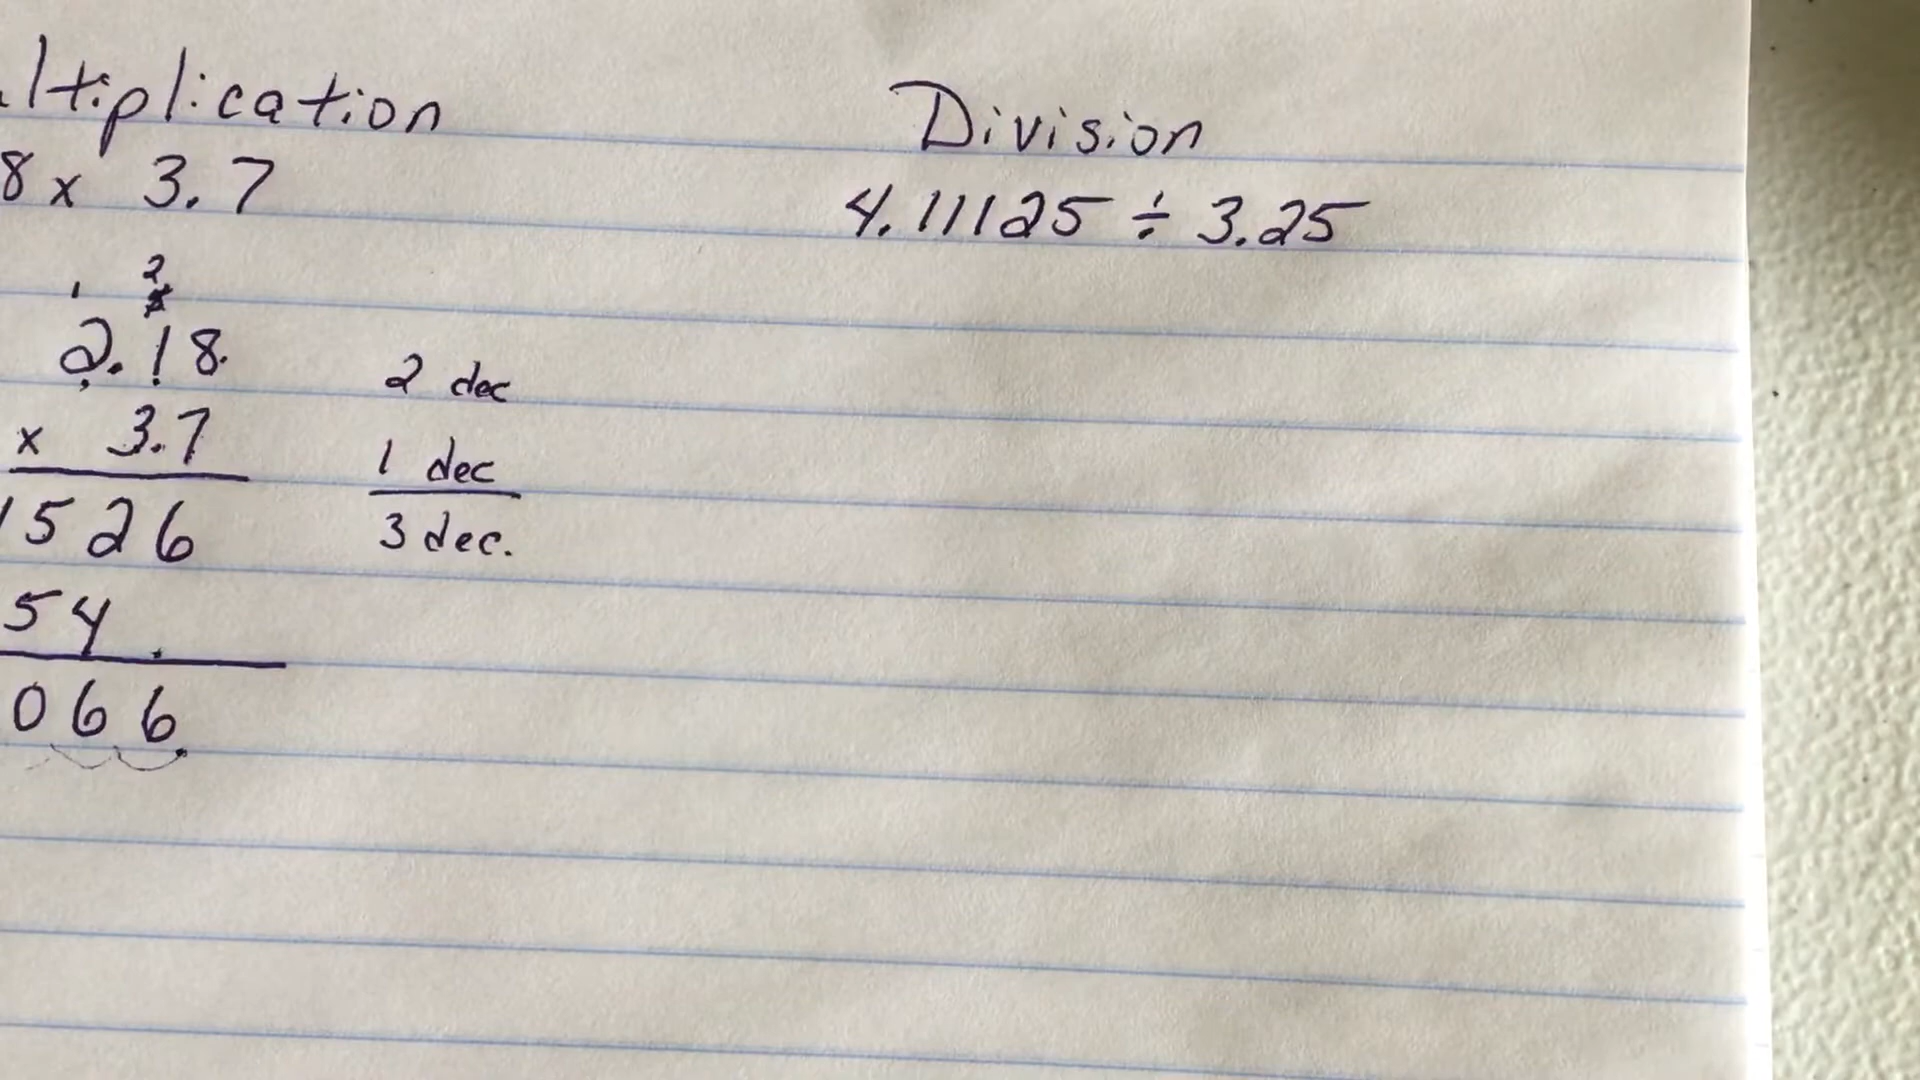 ltiplication
8 x 3.7
1 2
2.18
x 3.7
1526
54.
066.
2 dec
1 dec
3 dec.
Division
4.11125 ÷ 3.25